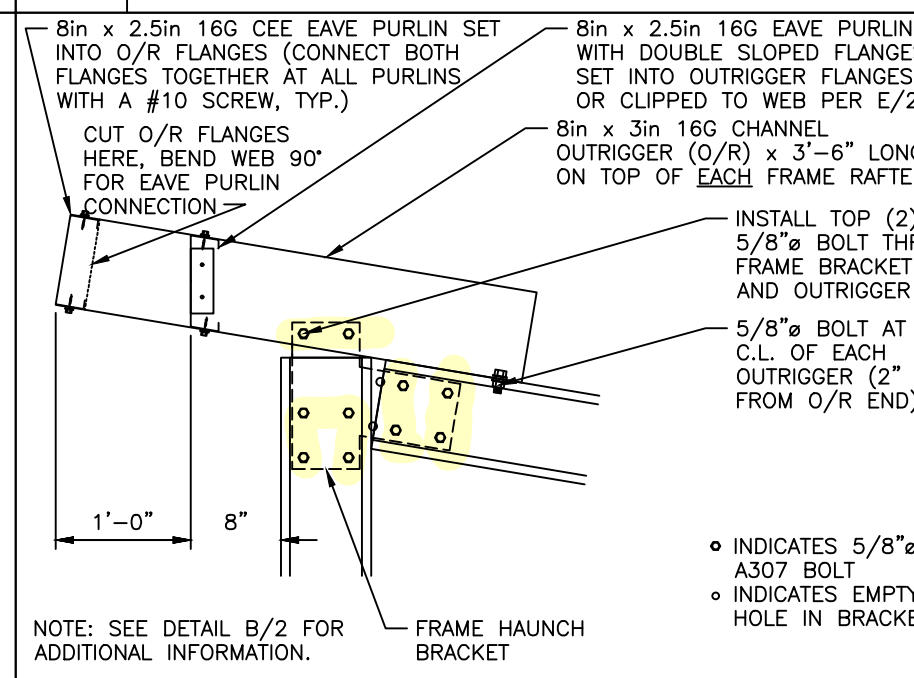 8in x 2.5in 16G CEE EAVE PURLIN SET
INTO O/R FLANGES (CONNECT BOTH
FLANGES TOGETHER AT ALL PURLINS
WITH A #10 SCREW, TYP.)
CUT O/R FLANGES
HERE, BEND WEB 90°
FOR EAVE PURLIN
CONNECTION
8in x 2.5in 16G EAVE PURLIN
WITH DOUBLE SLOPED FLANGES
SET INTO OUTRIGGER FLANGES
OR CLIPPED TO WEB PER E/2
8in x 3in 16G CHANNEL
OUTRIGGER (O/R) x 3'-6" LONG
ON TOP OF EACH FRAME RAFTE
INSTALL TOP (2)
5/8"ø BOLT THR
FRAME BRACKET
AND OUTRIGGER
5/8"ø BOLT AT
C.L. OF EACH
OUTRIGGER (2"
FROM O/R END)
1'-0"
8"
INDICATES 5/8"ø
A307 BOLT
INDICATES EMPTY
HOLE IN BRACKE
NOTE: SEE DETAIL B/2 FOR
ADDITIONAL INFORMATION.
FRAME HAUNCH
BRACKET